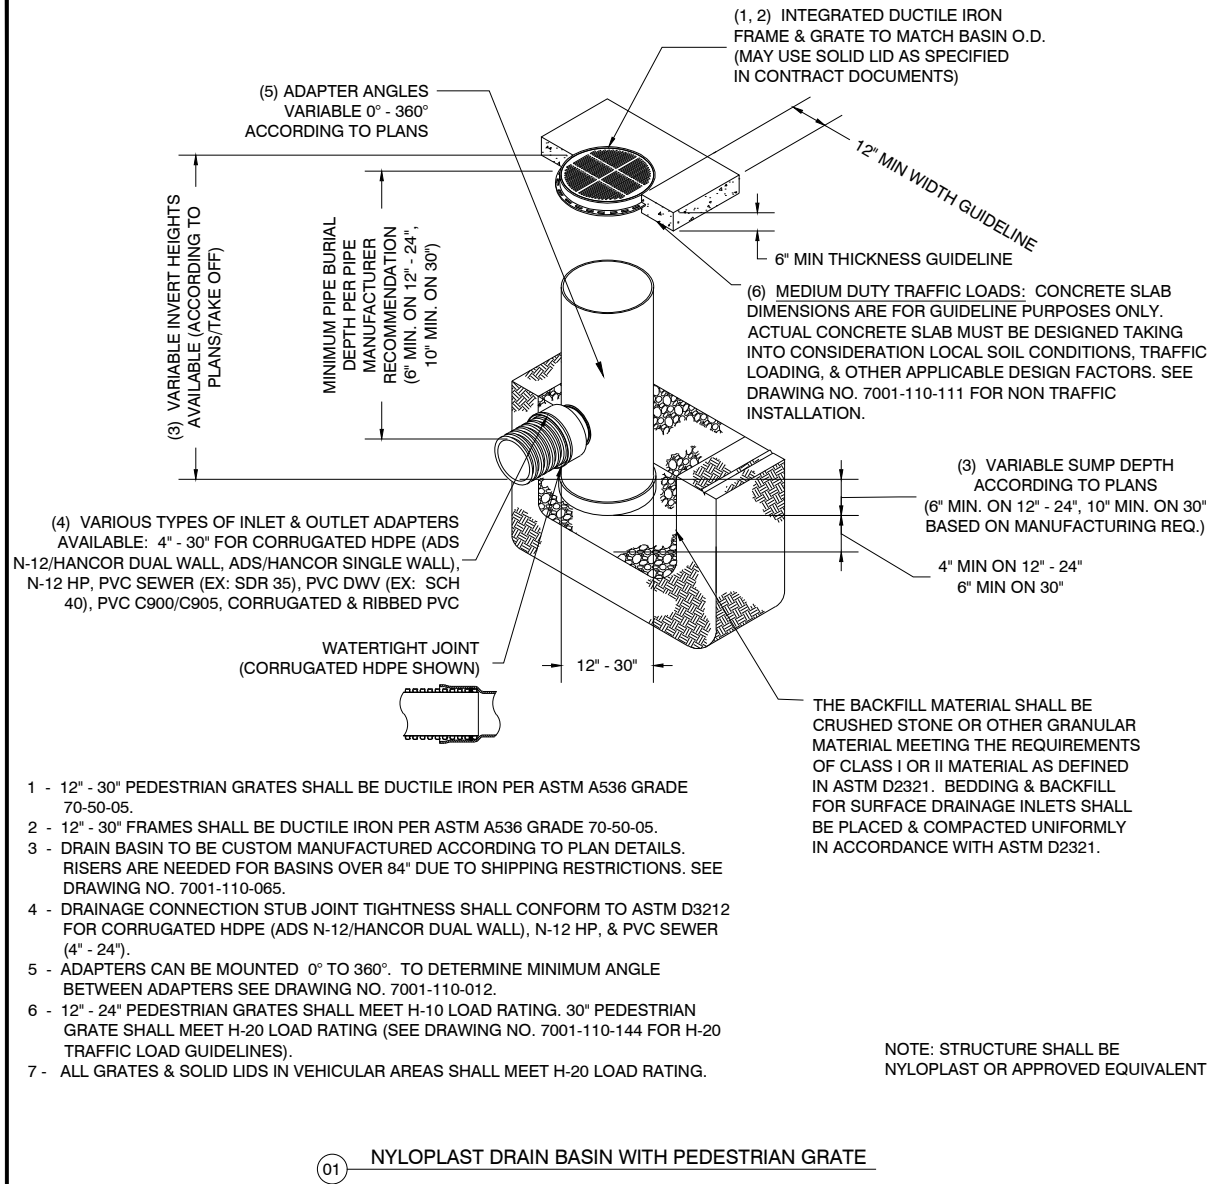 (1, 2) INTEGRATED DUCTILE IRON
FRAME & GRATE TO MATCH BASIN O.D.
(MAY USE SOLID LID AS SPECIFIED
IN CONTRACT DOCUMENTS)
(5) ADAPTER ANGLES
VARIABLE 0° - 360°
ACCORDING TO PLANS
12" MIN WIDTH GUIDELINE
(3) VARIABLE INVERT HEIGHTS
AVAILABLE (ACCORDING TO
PLANS/TAKE OFF)
MINIMUM PIPE BURIAL
DEPTH PER PIPE
MANUFACTURER
RECOMMENDATION
(6" MIN. ON 12" - 24",
10" MIN. ON 30")
6" MIN THICKNESS GUIDELINE
(6) MEDIUM DUTY TRAFFIC LOADS: CONCRETE SLAB
DIMENSIONS ARE FOR GUIDELINE PURPOSES ONLY.
ACTUAL CONCRETE SLAB MUST BE DESIGNED TAKING
INTO CONSIDERATION LOCAL SOIL CONDITIONS, TRAFFIC
LOADING, & OTHER APPLICABLE DESIGN FACTORS. SEE
DRAWING NO. 7001-110-111 FOR NON TRAFFIC
INSTALLATION.
(3) VARIABLE SUMP DEPTH
ACCORDING TO PLANS
(6" MIN. ON 12" - 24", 10" MIN. ON 30"
BASED ON MANUFACTURING REQ.)
4" MIN ON 12" - 24"
6" MIN ON 30"
(4) VARIOUS TYPES OF INLET & OUTLET ADAPTERS
AVAILABLE: 4" - 30" FOR CORRUGATED HDPE (ADS
N-12/HANCOR DUAL WALL, ADS/HANCOR SINGLE WALL),
N-12 HP, PVC SEWER (EX: SDR 35), PVC DWV (EX: SCH
40), PVC C900/C905, CORRUGATED & RIBBED PVC
WATERTIGHT JOINT
(CORRUGATED HDPE SHOWN)
12" - 30"
THE BACKFILL MATERIAL SHALL BE
CRUSHED STONE OR OTHER GRANULAR
MATERIAL MEETING THE REQUIREMENTS
OF CLASS I OR II MATERIAL AS DEFINED
IN ASTM D2321. BEDDING & BACKFILL
FOR SURFACE DRAINAGE INLETS SHALL
BE PLACED & COMPACTED UNIFORMLY
IN ACCORDANCE WITH ASTM D2321.
1 - 12" - 30" PEDESTRIAN GRATES SHALL BE DUCTILE IRON PER ASTM A536 GRADE
70-50-05.
2 - 12" - 30" FRAMES SHALL BE DUCTILE IRON PER ASTM A536 GRADE 70-50-05.
3 - DRAIN BASIN TO BE CUSTOM MANUFACTURED ACCORDING TO PLAN DETAILS.
RISERS ARE NEEDED FOR BASINS OVER 84" DUE TO SHIPPING RESTRICTIONS. SEE
DRAWING NO. 7001-110-065.
4 - DRAINAGE CONNECTION STUB JOINT TIGHTNESS SHALL CONFORM TO ASTM D3212
FOR CORRUGATED HDPE (ADS N-12/HANCOR DUAL WALL), N-12 HP, & PVC SEWER
(4" - 24").
5 - ADAPTERS CAN BE MOUNTED 0° TO 360°. TO DETERMINE MINIMUM ANGLE
BETWEEN ADAPTERS SEE DRAWING NO. 7001-110-012.
6 - 12" - 24" PEDESTRIAN GRATES SHALL MEET H-10 LOAD RATING. 30" PEDESTRIAN
GRATE SHALL MEET H-20 LOAD RATING (SEE DRAWING NO. 7001-110-144 FOR H-20
TRAFFIC LOAD GUIDELINES).
7 - ALL GRATES & SOLID LIDS IN VEHICULAR AREAS SHALL MEET H-20 LOAD RATING.
NOTE: STRUCTURE SHALL BE
NYLOPLAST OR APPROVED EQUIVALENT
01 NYLOPLAST DRAIN BASIN WITH PEDESTRIAN GRATE